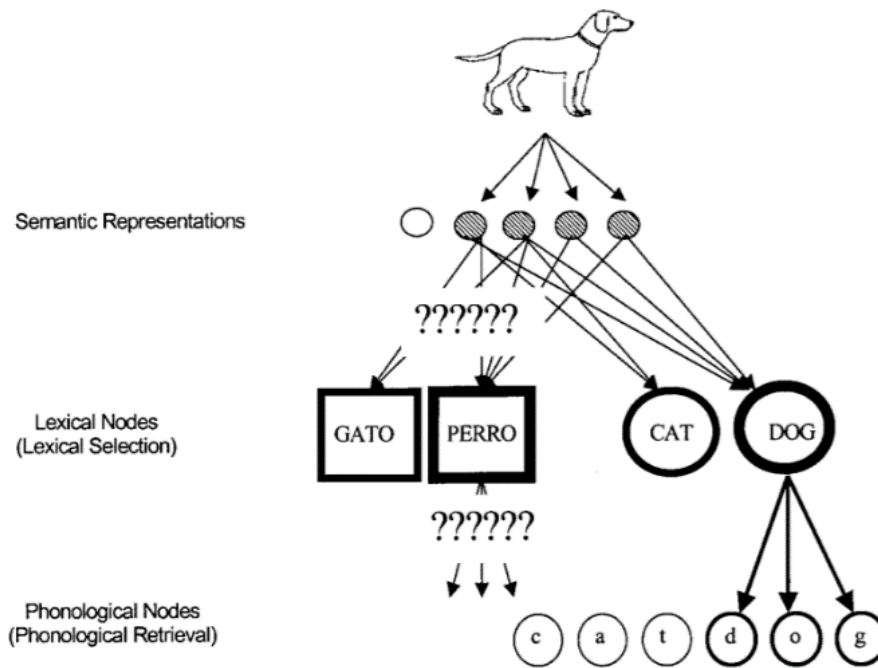 Semantic Representations
??????
Lexical Nodes
(Lexical Selection)
GATO
PERRO
CAT
DOG
??????
Phonological Nodes
(Phonological Retrieval)
c
a
t
d
o
g